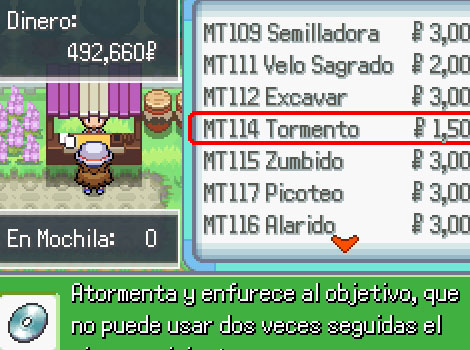 Dinero:
492,660₽
MT109 Semilladora ₽ 3,00
MT111 Velo Sagrado ₽ 2,00
MT112 Excavar ₽ 3,00
MT114 Tormento ₽ 1,50
MT115 Zumbido ₽ 3,00
MT117 Picoteo ₽ 3,00
MT116 Alarido ₽ 3,00
En Mochila: 0
Atormenta y enfurece al objetivo, que
no puede usar dos veces seguidas el